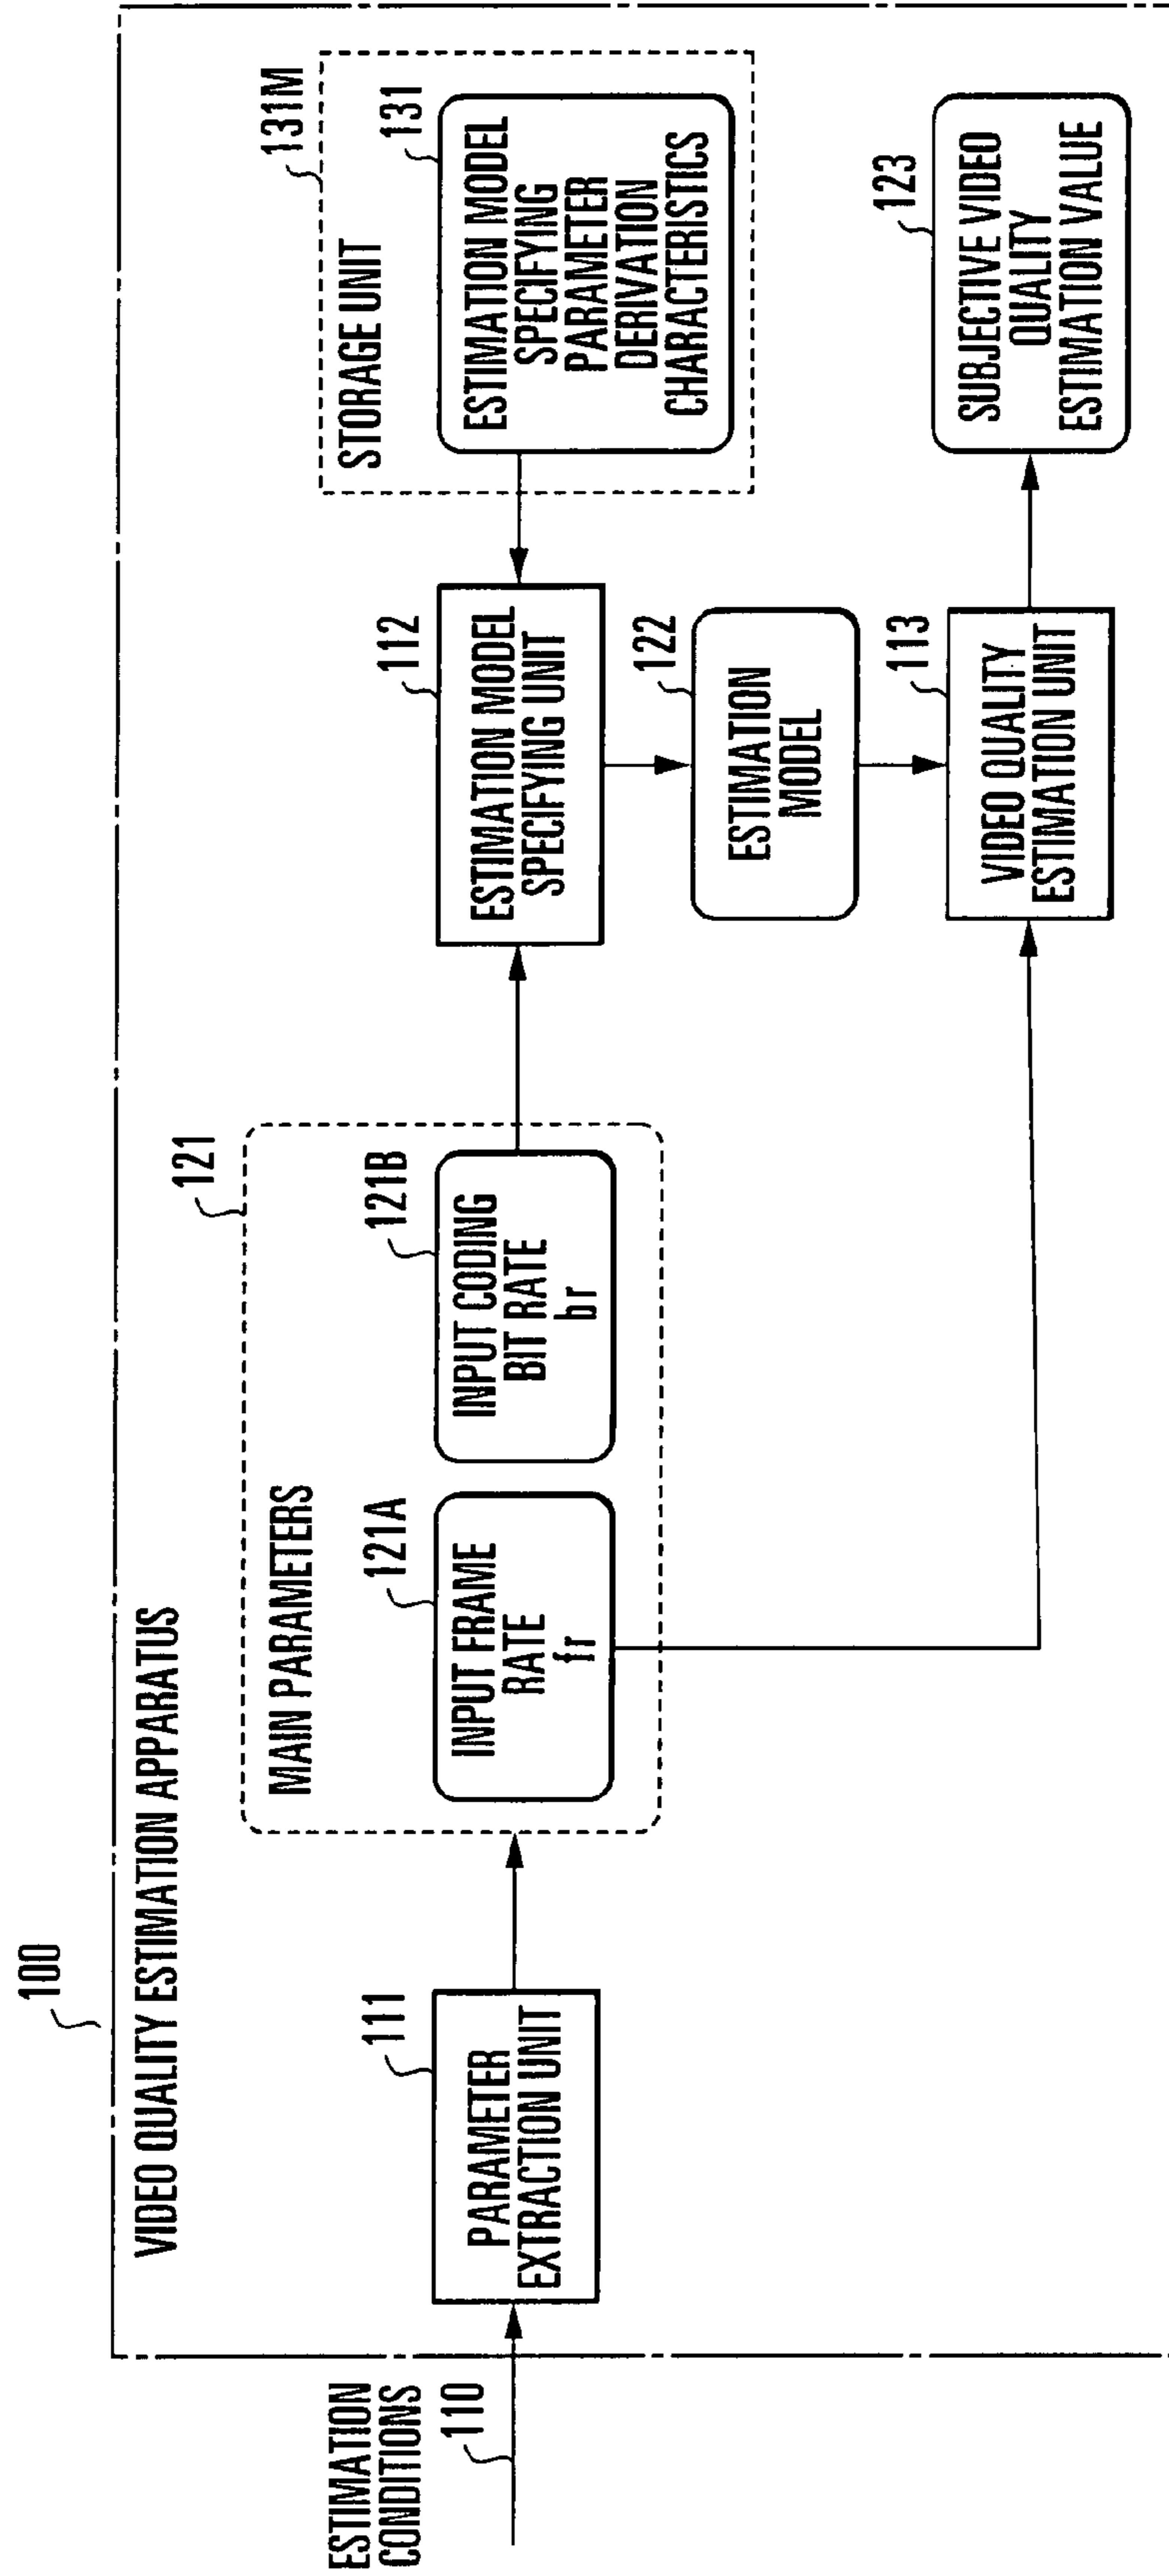 100
VIDEO QUALITY ESTIMATION APPARATUS
ESTIMATION
CONDITIONS
110
111
PARAMETER
EXTRACTION UNIT
121
MAIN PARAMETERS
121A
INPUT FRAME
RATE
fr
121B
INPUT CODING
BIT RATE
br
112
ESTIMATION MODEL
SPECIFYING UNIT
131M
STORAGE UNIT
131
ESTIMATION MODEL
SPECIFYING
PARAMETER
DERIVATION
CHARACTERISTICS
122
ESTIMATION
MODEL
113
VIDEO QUALITY
ESTIMATION UNIT
123
SUBJECTIVE VIDEO
QUALITY
ESTIMATION VALUE